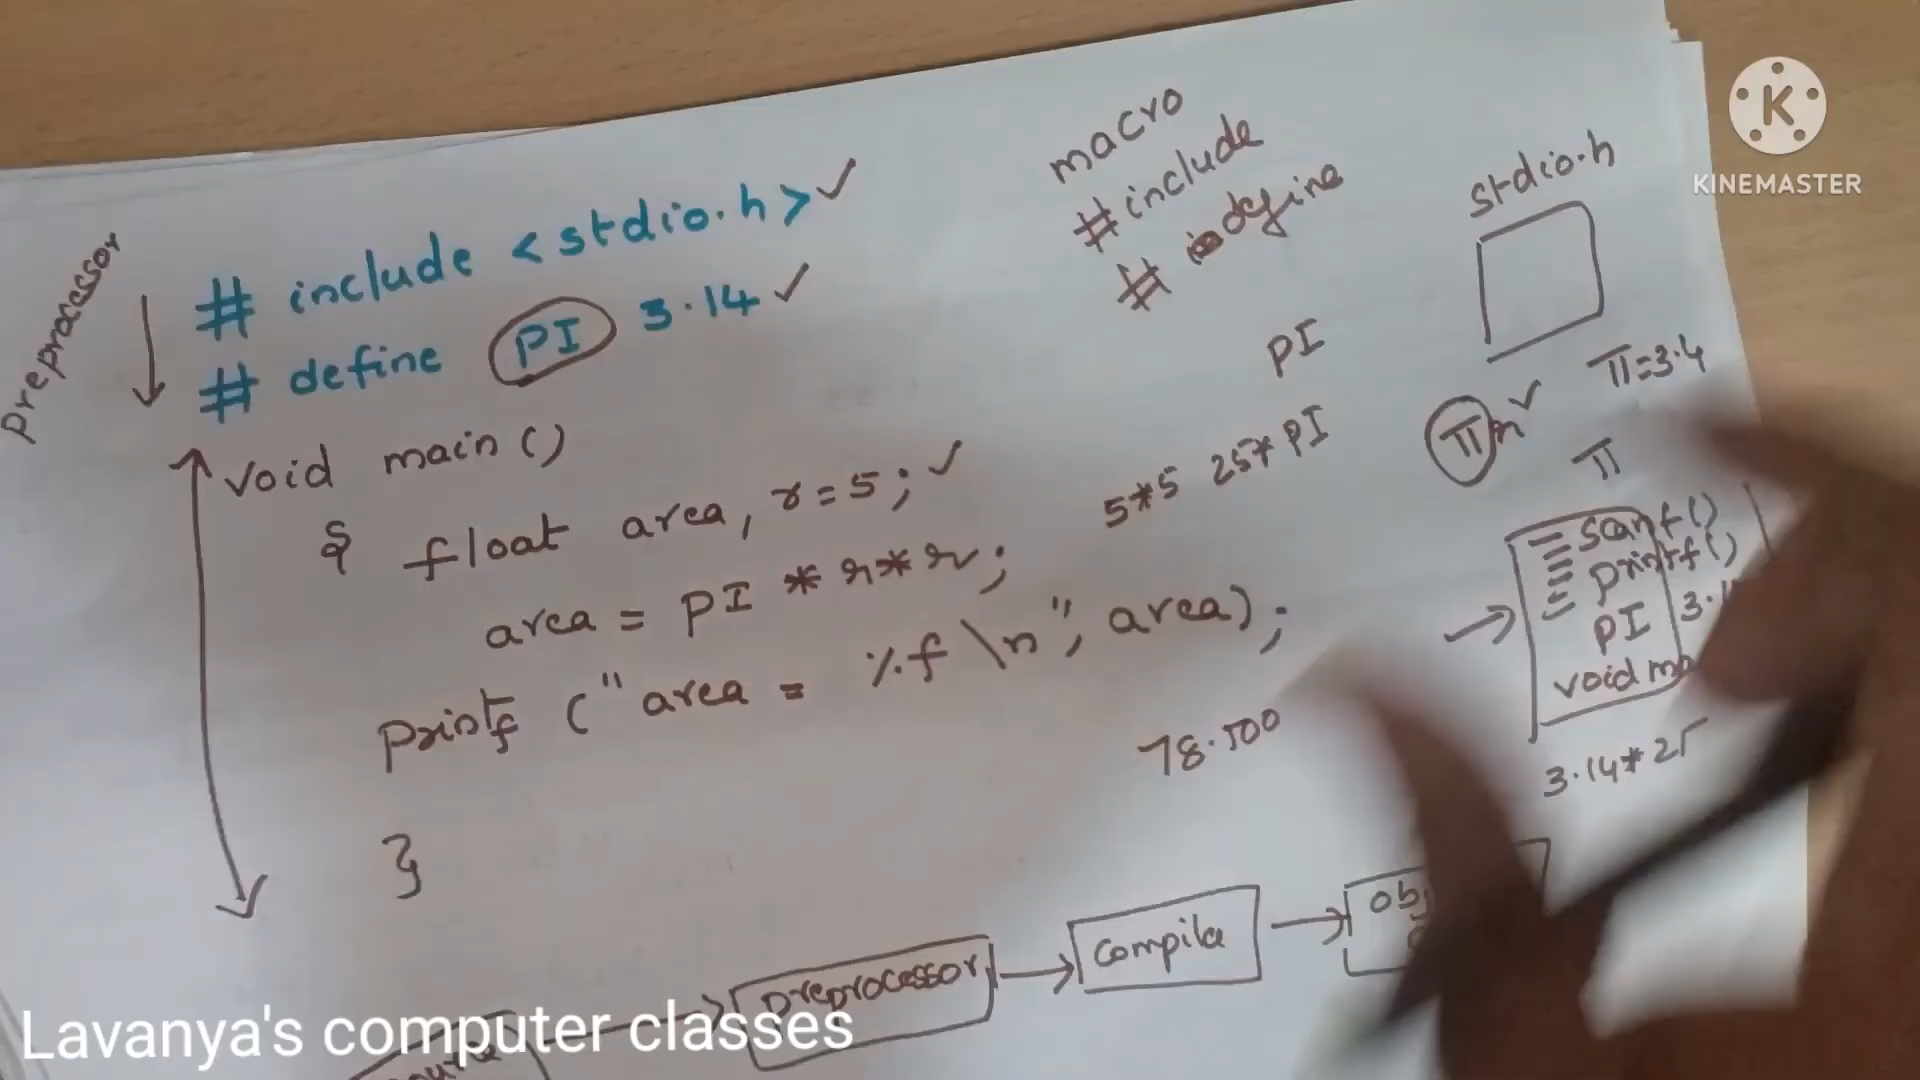 preprocessor
# include <stdio.h> ✓
# define PI 3.14 ✓
void main()
{ float area, r=5; ✓
area = PI * r*r;
printf ("area = %f \n", area);
}
macro
# include
# define
PI
5*5 25* PI
78.500
stdio.h
π=3.4
π
scanf()
printf()
PI
void ma
3.14*25
preprocessor
Compile
Lavanya's computer classes
KINEMASTER